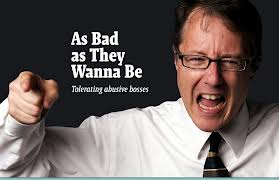 As Bad
as They
Wanna Be
Tolerating abusive bosses